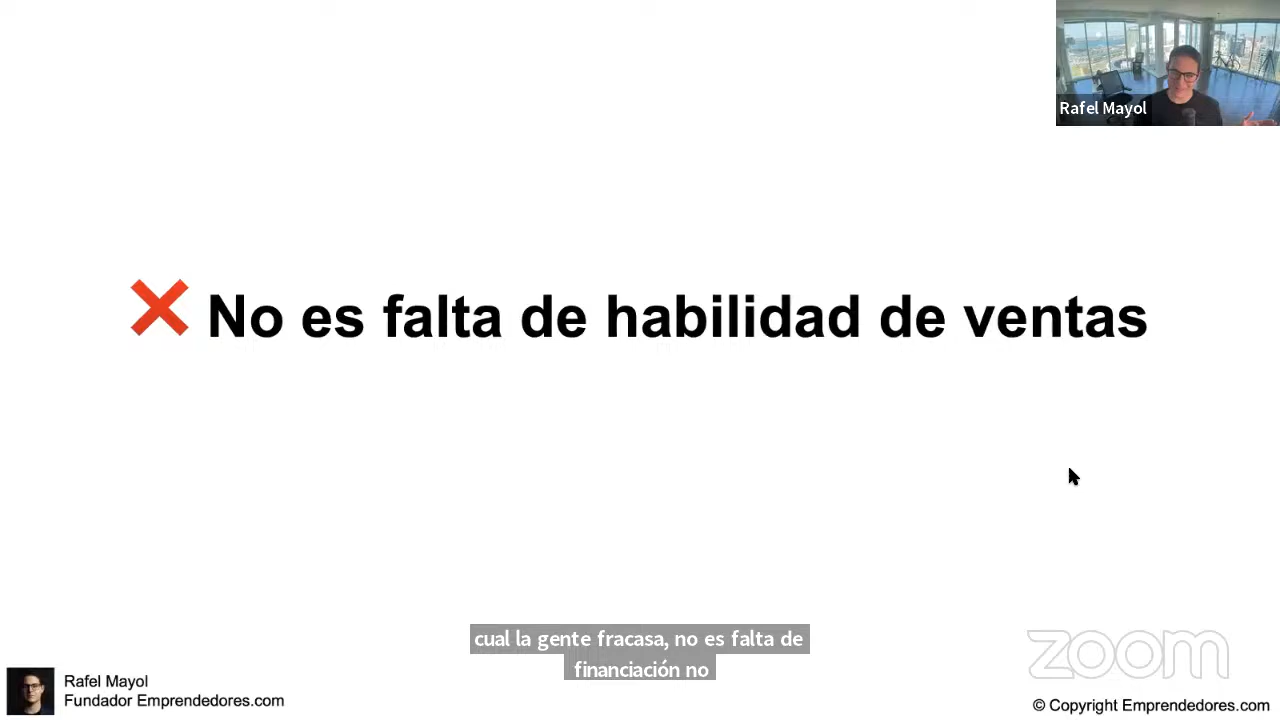 Rafel Mayol
❌ No es falta de habilidad de ventas
cual la gente fracasa, no es falta de
financiación no
zoom
Rafel Mayol
Fundador Emprendedores.com
© Copyright Emprendedores.com